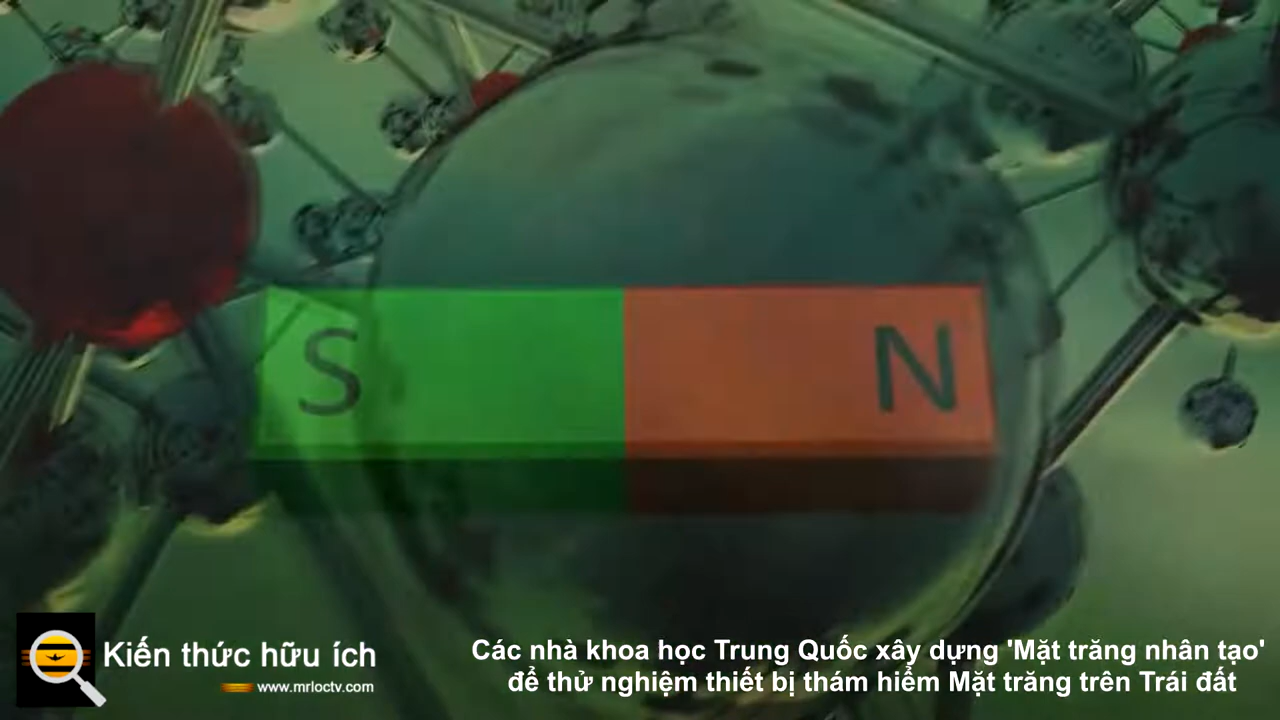 S
N
Kiến thức hữu ích
www.mrloctv.com
Các nhà khoa học Trung Quốc xây dựng 'Mặt trăng nhân tạo'
để thử nghiệm thiết bị thám hiểm Mặt trăng trên Trái đất